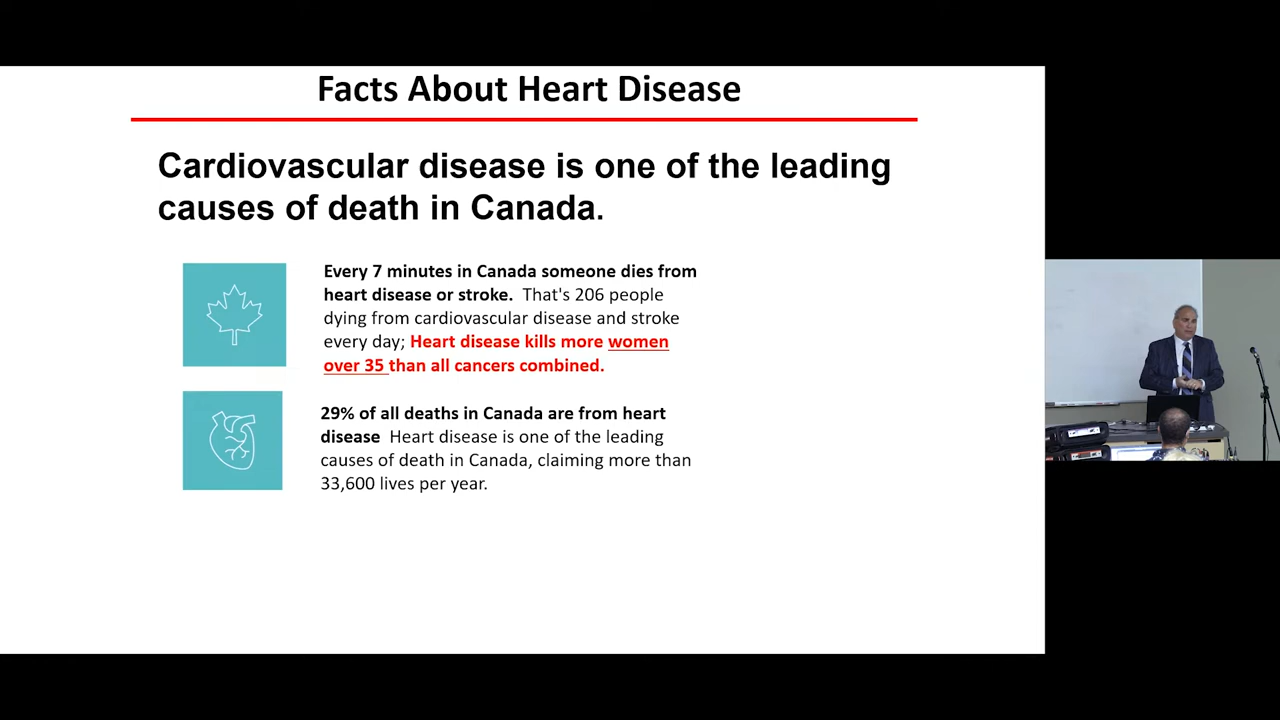 Facts About Heart Disease
Cardiovascular disease is one of the leading
causes of death in Canada.
Every 7 minutes in Canada someone dies from
heart disease or stroke. That's 206 people
dying from cardiovascular disease and stroke
every day; Heart disease kills more women
over 35 than all cancers combined.
29% of all deaths in Canada are from heart
disease Heart disease is one of the leading
causes of death in Canada, claiming more than
33,600 lives per year.